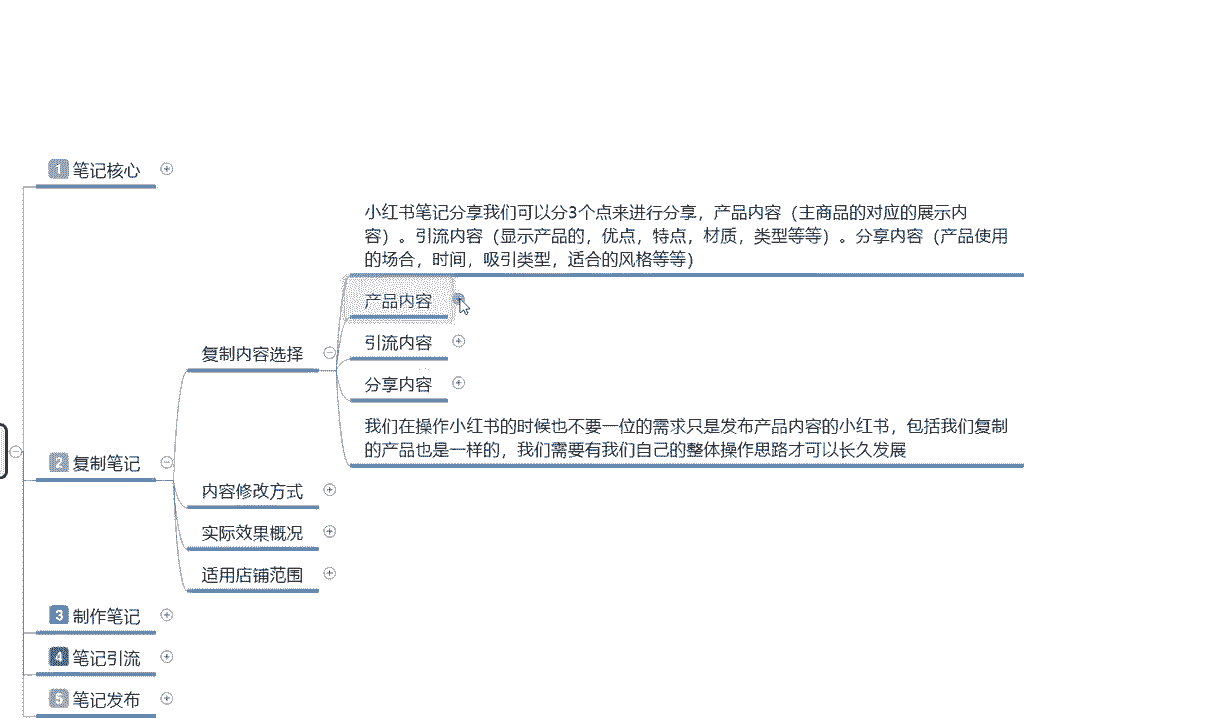 1 笔记核心
小红书笔记分享我们可以分3个点来进行分享，产品内容（主商品的对应的展示内
容）。引流内容（显示产品的，优点，特点，材质，类型等等）。分享内容（产品使用
的场合，时间，吸引类型，适合的风格等等）
产品内容
引流内容
复制内容选择
分享内容
我们在操作小红书的时候也不要一位的需求只是发布产品内容的小红书，包括我们复制
的产品也是一样的，我们需要有我们自己的整体操作思路才可以长久发展
2 复制笔记
内容修改方式
实际效果概况
适用店铺范围
3 制作笔记
4 笔记引流
5 笔记发布